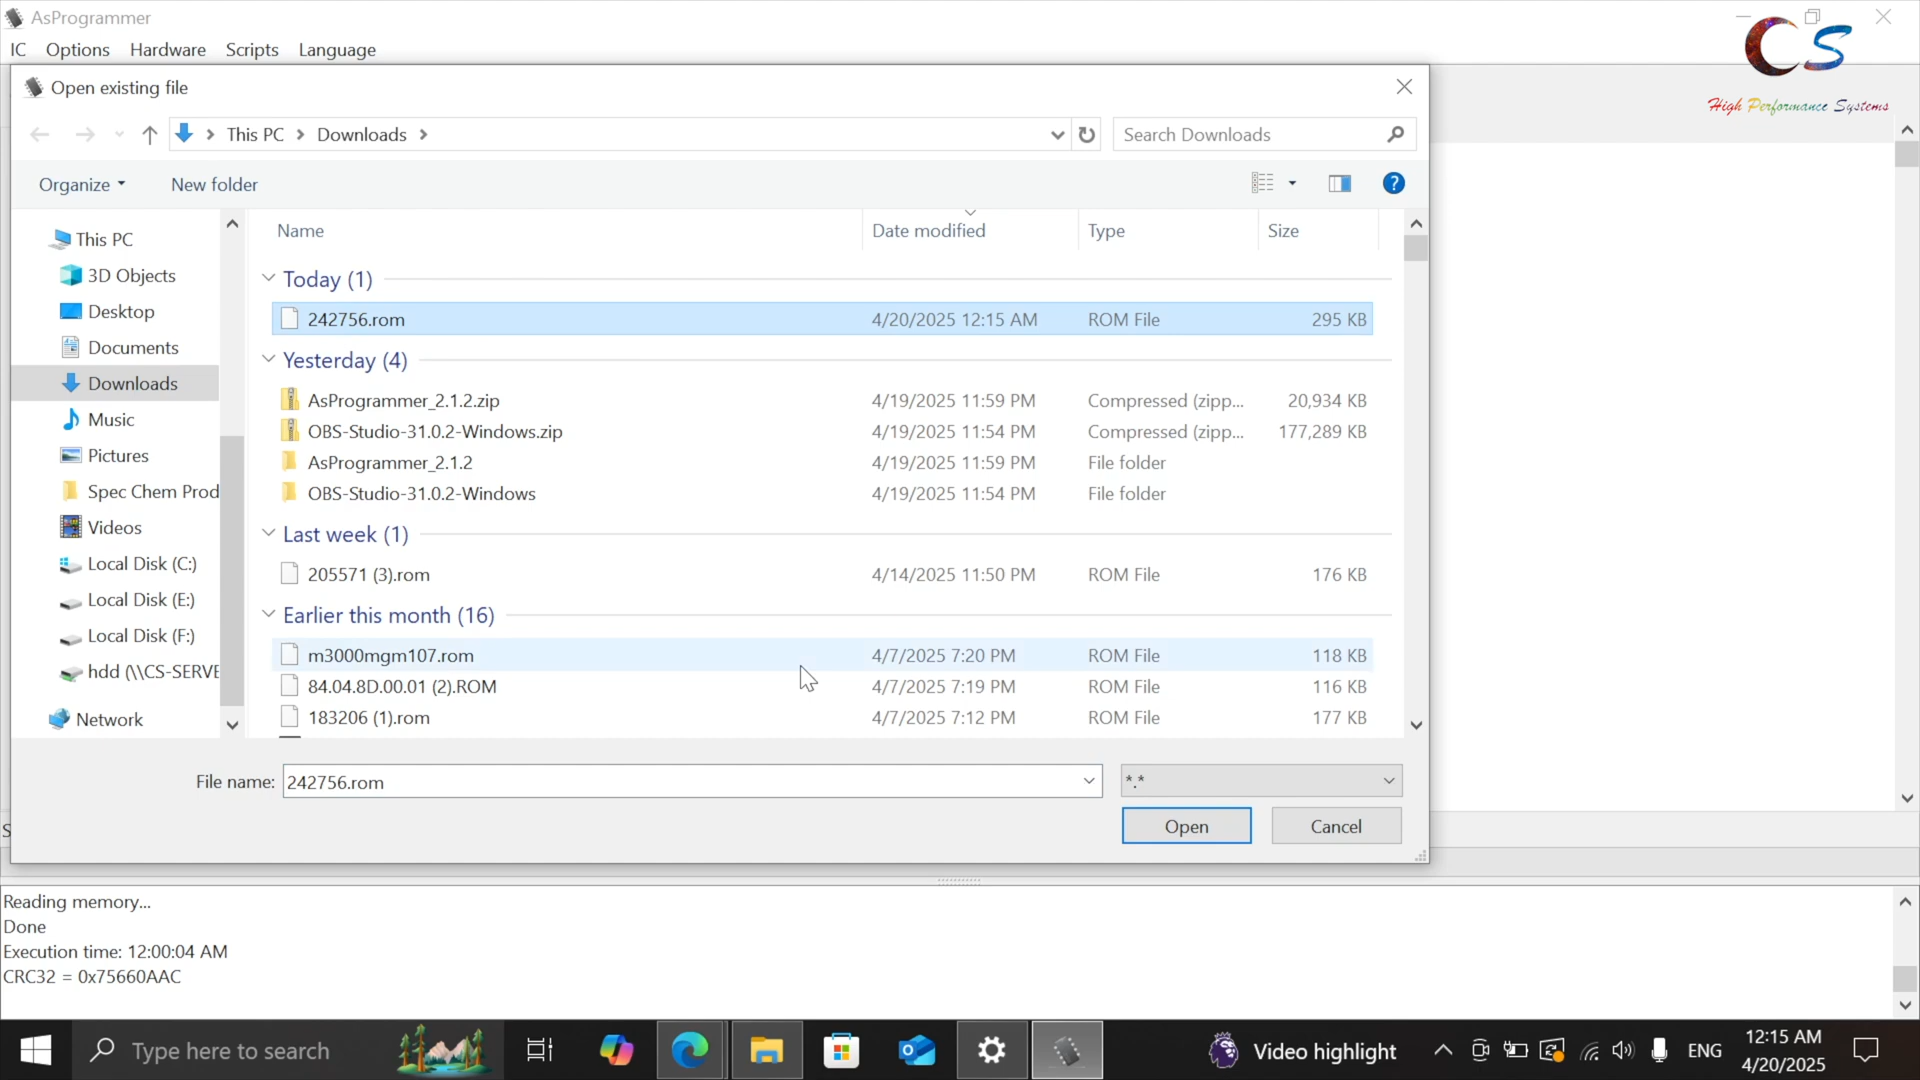 AsProgrammer
IC Options Hardware Scripts Language
CS
High Performance Systems
Open existing file
This PC Downloads
Search Downloads
Organize New folder
Name Date modified Type Size
This PC
3D Objects
Desktop
Documents
Downloads
Music
Pictures
Spec Chem Prod
Videos
Local Disk (C:)
Local Disk (E:)
Local Disk (F:)
hdd (\\CS-SERVE
Network
Today (1)
242756.rom 4/20/2025 12:15 AM ROM File 295 KB
Yesterday (4)
AsProgrammer_2.1.2.zip 4/19/2025 11:59 PM Compressed (zipp... 20,934 KB
OBS-Studio-31.0.2-Windows.zip 4/19/2025 11:54 PM Compressed (zipp... 177,289 KB
AsProgrammer_2.1.2 4/19/2025 11:59 PM File folder
OBS-Studio-31.0.2-Windows 4/19/2025 11:54 PM File folder
Last week (1)
205571 (3).rom 4/14/2025 11:50 PM ROM File 176 KB
Earlier this month (16)
m3000mgm107.rom 4/7/2025 7:20 PM ROM File 118 KB
84.04.8D.00.01 (2).ROM 4/7/2025 7:19 PM ROM File 116 KB
183206 (1).rom 4/7/2025 7:12 PM ROM File 177 KB
File name: 242756.rom *.*
Open Cancel
Reading memory...
Done
Execution time: 12:00:04 AM
CRC32 = 0x75660AAC
Type here to search
Video highlight
ENG
12:15 AM
4/20/2025